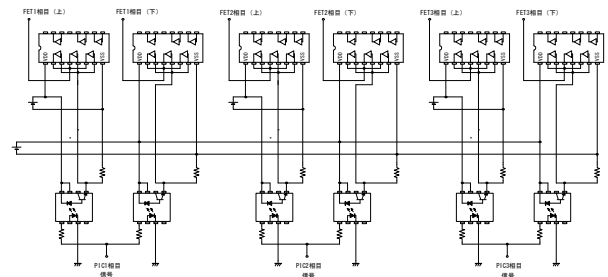 FET1相目（上）
FET1相目（下）
FET2相目（上）
FET2相目（下）
FET3相目（上）
FET3相目（下）
VDD
VSS
VDD
VSS
VDD
VSS
VDD
VSS
VDD
VSS
VDD
VSS
PIC1相目
信号
PIC2相目
信号
PIC3相目
信号